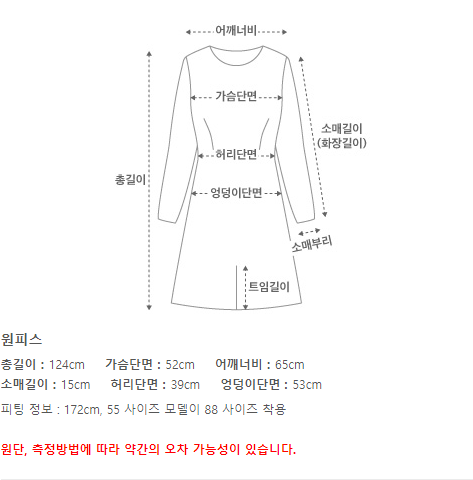 어깨너비
가슴단면
소매길이
(화장길이)
허리단면
총길이
엉덩이단면
소매부리
트임길이
원피스
총길이 : 124cm 가슴단면 : 52cm 어깨너비 : 65cm
소매길이 : 15cm 허리단면 : 39cm 엉덩이단면 : 53cm
피팅 정보 : 172cm, 55 사이즈 모델이 88 사이즈 착용
원단, 측정방법에 따라 약간의 오차 가능성이 있습니다.